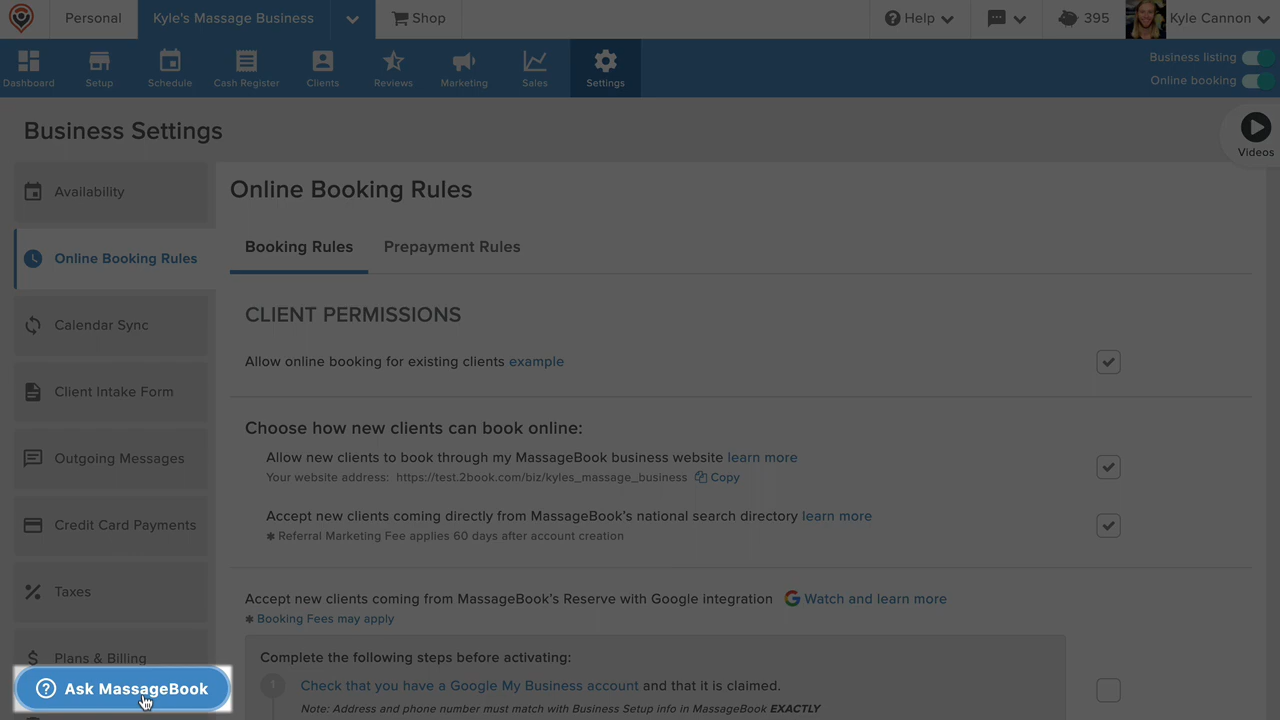 Personal
Kyle's Massage Business
Shop
Help
395
Kyle Cannon
Dashboard
Setup
Schedule
Cash Register
Clients
Reviews
Marketing
Sales
Settings
Business listing
Online booking
Business Settings
Videos
Availability
Online Booking Rules
Calendar Sync
Client Intake Form
Outgoing Messages
Credit Card Payments
Taxes
$ Plans & Billing
? Ask MassageBook
Online Booking Rules
Booking Rules
Prepayment Rules
CLIENT PERMISSIONS
Allow online booking for existing clients example
Choose how new clients can book online:
Allow new clients to book through my MassageBook business website learn more
Your website address: https://test.2book.com/biz/kyles_massage_business Copy
Accept new clients coming directly from MassageBook's national search directory learn more
✱ Referral Marketing Fee applies 60 days after account creation
Accept new clients coming from MassageBook's Reserve with Google integration G Watch and learn more
✱ Booking Fees may apply
Complete the following steps before activating:
1 Check that you have a Google My Business account and that it is claimed.
Note: Address and phone number must match with Business Setup info in MassageBook EXACTLY